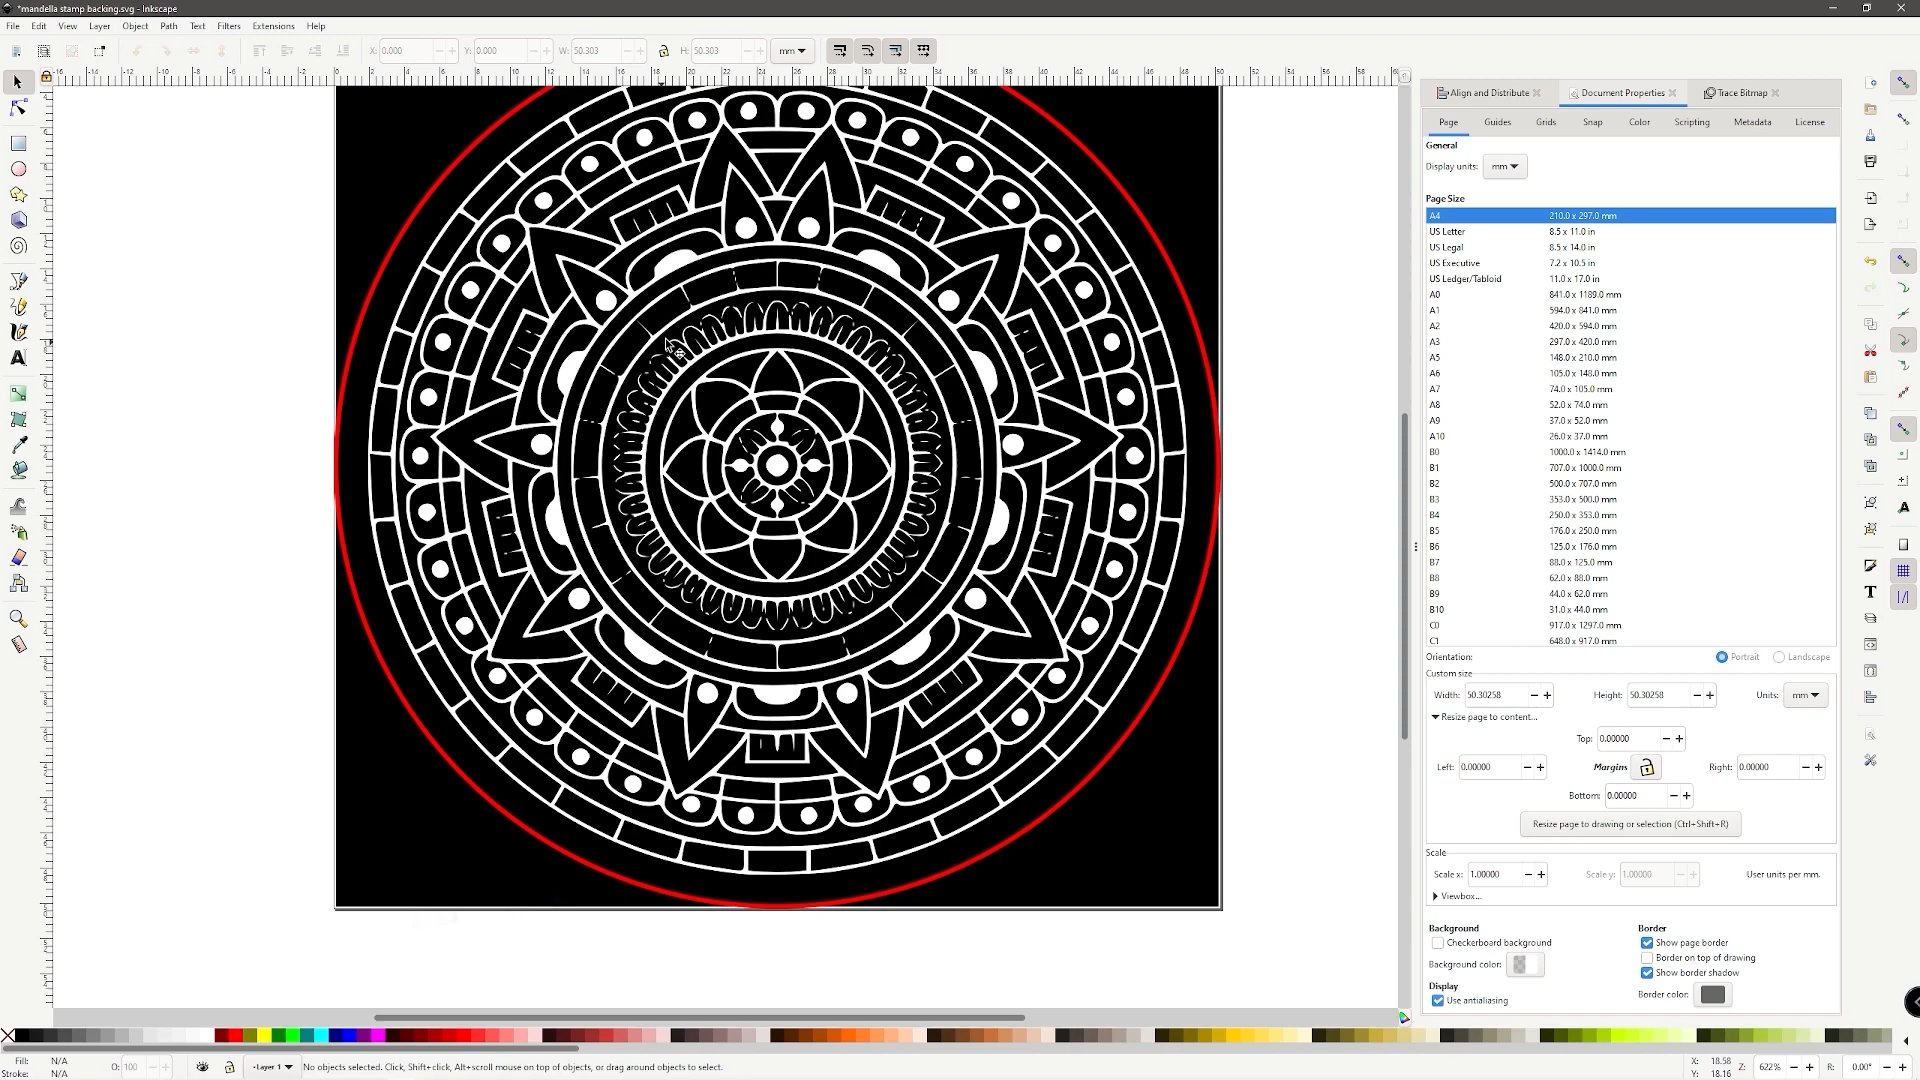 *mandella stamp backing.svg - Inkscape
File Edit View Layer Object Path Text Filters Extensions Help
X: 0.000 Y: 0.000 W: 50.303 H: 50.303 mm
Align and Distribute Document Properties Trace Bitmap
Page Guides Grids Snap Color Scripting Metadata License
General
Display units: mm
Page Size
A4 210.0 x 297.0 mm
US Letter 8.5 x 11.0 in
US Legal 8.5 x 14.0 in
US Executive 7.2 x 10.5 in
US Ledger/Tabloid 11.0 x 17.0 in
A0 841.0 x 1189.0 mm
A1 594.0 x 841.0 mm
A2 420.0 x 594.0 mm
A3 297.0 x 420.0 mm
A5 148.0 x 210.0 mm
A6 105.0 x 148.0 mm
A7 74.0 x 105.0 mm
A8 52.0 x 74.0 mm
A9 37.0 x 52.0 mm
A10 26.0 x 37.0 mm
B0 1000.0 x 1414.0 mm
B1 707.0 x 1000.0 mm
B2 500.0 x 707.0 mm
B3 353.0 x 500.0 mm
B4 250.0 x 353.0 mm
B5 176.0 x 250.0 mm
B6 125.0 x 176.0 mm
B7 88.0 x 125.0 mm
B8 62.0 x 88.0 mm
B9 44.0 x 62.0 mm
B10 31.0 x 44.0 mm
C0 917.0 x 1297.0 mm
C1 648.0 x 917.0 mm
Orientation: Portrait Landscape
Custom size
Width: 50.30258 Height: 50.30258 Units: mm
Resize page to content...
Top: 0.00000
Left: 0.00000 Margins Right: 0.00000
Bottom: 0.00000
Resize page to drawing or selection (Ctrl+Shift+R)
Scale
Scale x: 1.00000 Scale y: 1.00000 User units per mm.
Viewbox...
Background Border
Checkerboard background Show page border
Border on top of drawing
Background color: Show border shadow
Display
Border color:
Use antialiasing
Fill: N/A
Stroke: N/A
O: 100
•Layer 1
No objects selected. Click, Shift+click, Alt+scroll mouse on top of objects, or drag around objects to select.
X: 18.58
Y: 18.16
Z: 622% R: 0.00°